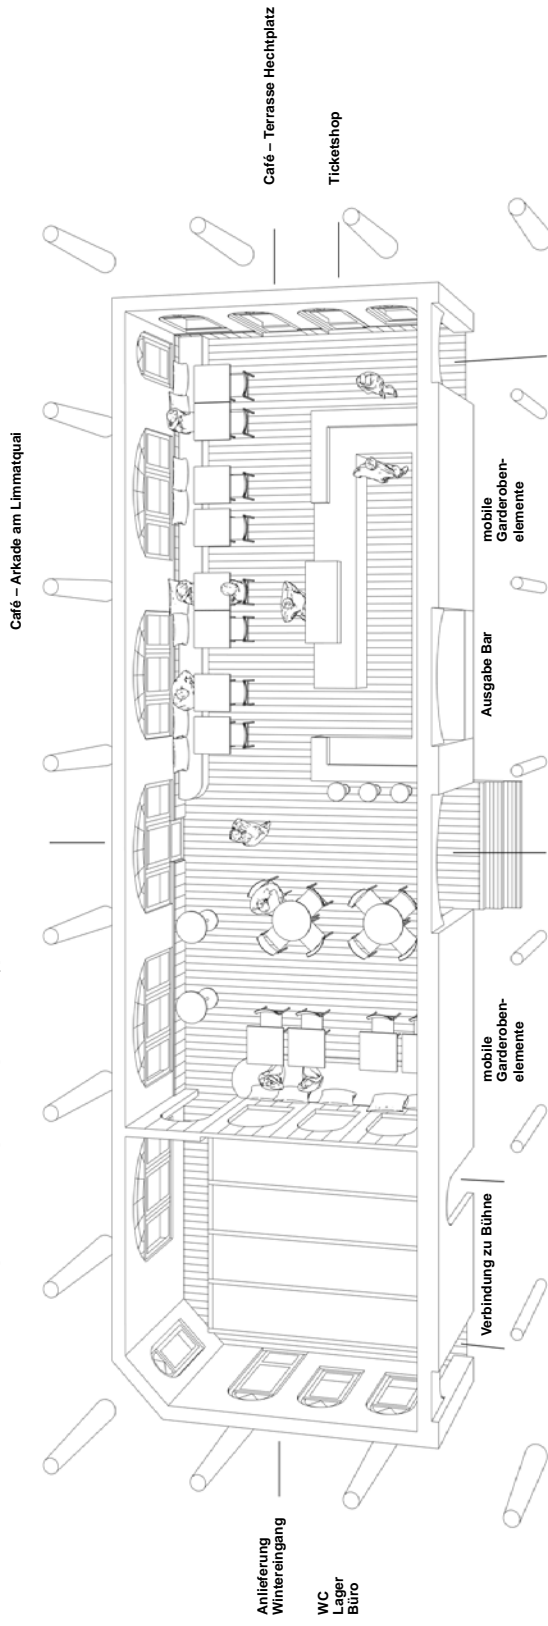 Café – Arkade am Limmatquai
Café – Terrasse Hechtplatz
Ticketshop
mobile
Garderoben-
elemente
Ausgabe Bar
mobile
Garderoben-
elemente
Verbindung zu Bühne
Anlieferung
Wintereingang
WC
Lager
Büro